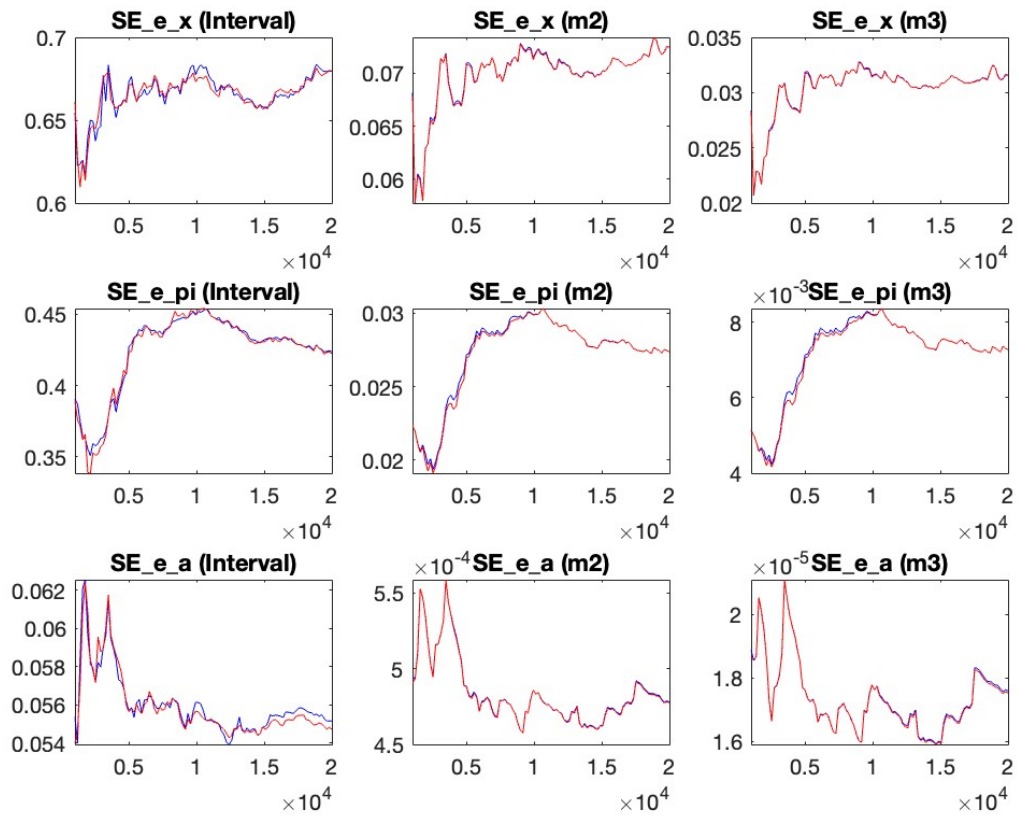 SE_e_x (Interval)
0.7
0.65
0.6
0.5 1 1.5 2
×10^4
SE_e_x (m2)
0.07
0.065
0.06
0.5 1 1.5 2
×10^4
SE_e_x (m3)
0.035
0.03
0.025
0.02
0.5 1 1.5 2
×10^4
SE_e_pi (Interval)
0.45
0.4
0.35
0.5 1 1.5 2
×10^4
SE_e_pi (m2)
0.03
0.025
0.02
0.5 1 1.5 2
×10^4
×10^-3 SE_e_pi (m3)
8
6
4
0.5 1 1.5 2
×10^4
SE_e_a (Interval)
0.062
0.06
0.058
0.056
0.054
0.5 1 1.5 2
×10^4
×10^-4 SE_e_a (m2)
5.5
5
4.5
0.5 1 1.5 2
×10^4
×10^-5 SE_e_a (m3)
2
1.8
1.6
0.5 1 1.5 2
×10^4